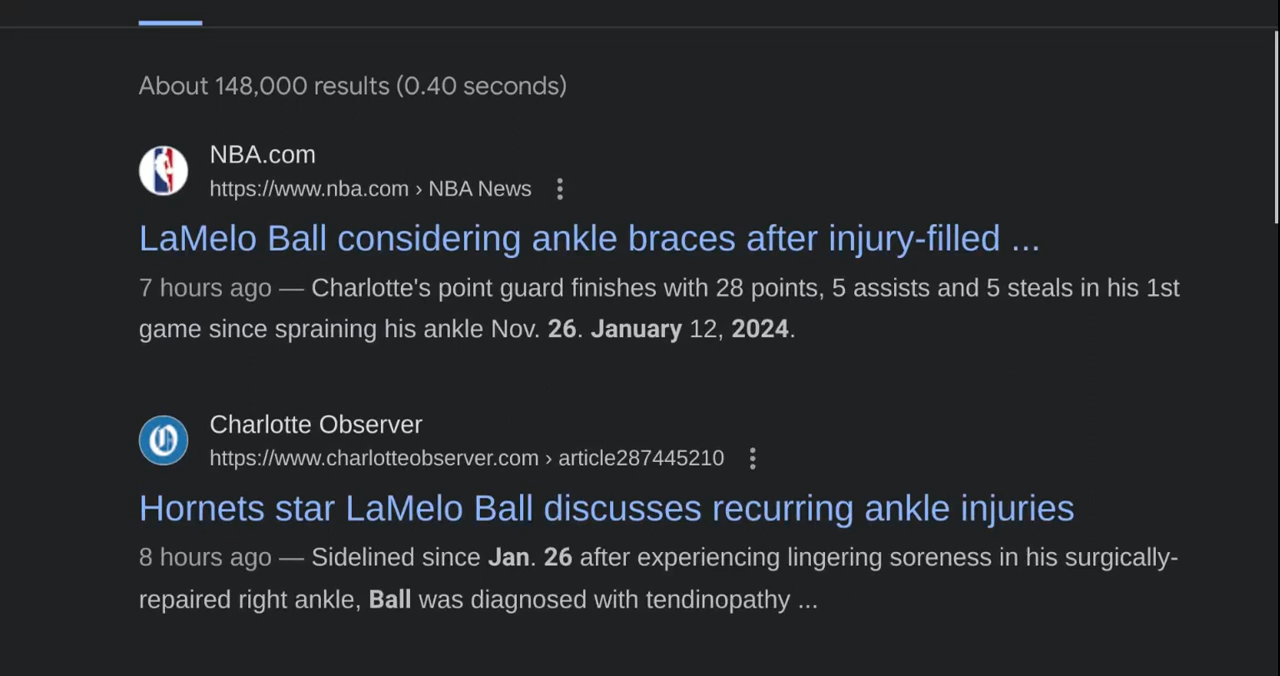 About 148,000 results (0.40 seconds)
NBA.com
https://www.nba.com › NBA News
LaMelo Ball considering ankle braces after injury-filled ...
7 hours ago — Charlotte's point guard finishes with 28 points, 5 assists and 5 steals in his 1st
game since spraining his ankle Nov. 26. January 12, 2024.
Charlotte Observer
https://www.charlotteobserver.com › article287445210
Hornets star LaMelo Ball discusses recurring ankle injuries
8 hours ago — Sidelined since Jan. 26 after experiencing lingering soreness in his surgically-
repaired right ankle, Ball was diagnosed with tendinopathy ...